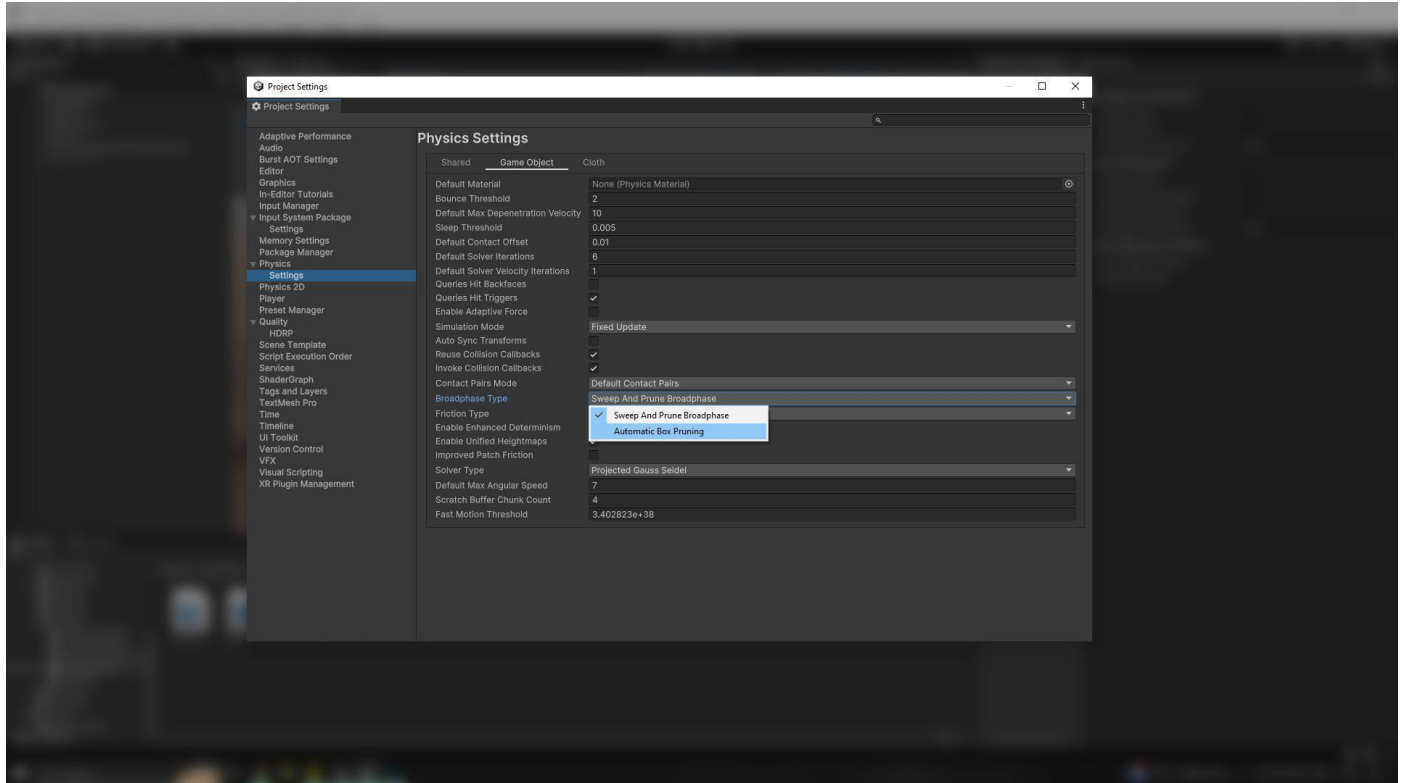 Project Settings
Project Settings
Adaptive Performance
Audio
Burst AOT Settings
Editor
Graphics
In-Editor Tutorials
Input Manager
Input System Package
Settings
Memory Settings
Package Manager
Physics
Settings
Physics 2D
Player
Preset Manager
Quality
HDRP
Scene Template
Script Execution Order
Services
ShaderGraph
Tags and Layers
TextMesh Pro
Time
Timeline
UI Toolkit
Version Control
VFX
Visual Scripting
XR Plugin Management
Physics Settings
Shared Game Object Cloth
Default Material None (Physics Material)
Bounce Threshold 2
Default Max Depenetration Velocity 10
Sleep Threshold 0.005
Default Contact Offset 0.01
Default Solver Iterations 6
Default Solver Velocity Iterations 1
Queries Hit Backfaces
Queries Hit Triggers
Enable Adaptive Force
Simulation Mode Fixed Update
Auto Sync Transforms
Reuse Collision Callbacks
Invoke Collision Callbacks
Contact Pairs Mode Default Contact Pairs
Broadphase Type Sweep And Prune Broadphase
Friction Type Sweep And Prune Broadphase
Enable Enhanced Determinism Automatic Box Pruning
Enable Unified Heightmaps
Improved Patch Friction
Solver Type Projected Gauss Seidel
Default Max Angular Speed 7
Scratch Buffer Chunk Count 4
Fast Motion Threshold 3.402823e+38